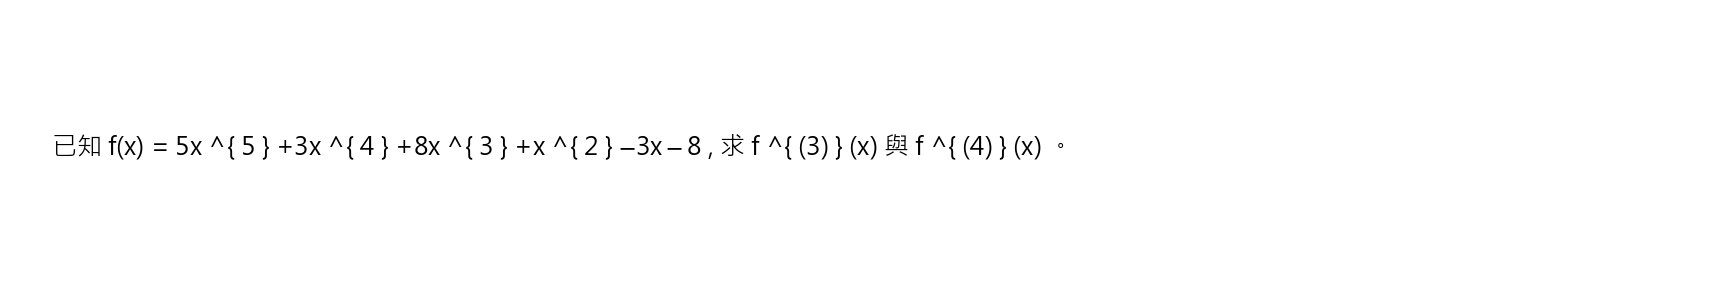 已知 f(x) = 5x ^{ 5 } +3x ^{ 4 } +8x ^{ 3 } +x ^{ 2 } −3x − 8 , 求 f ^{ (3) } (x) 與 f ^{ (4) } (x) 。